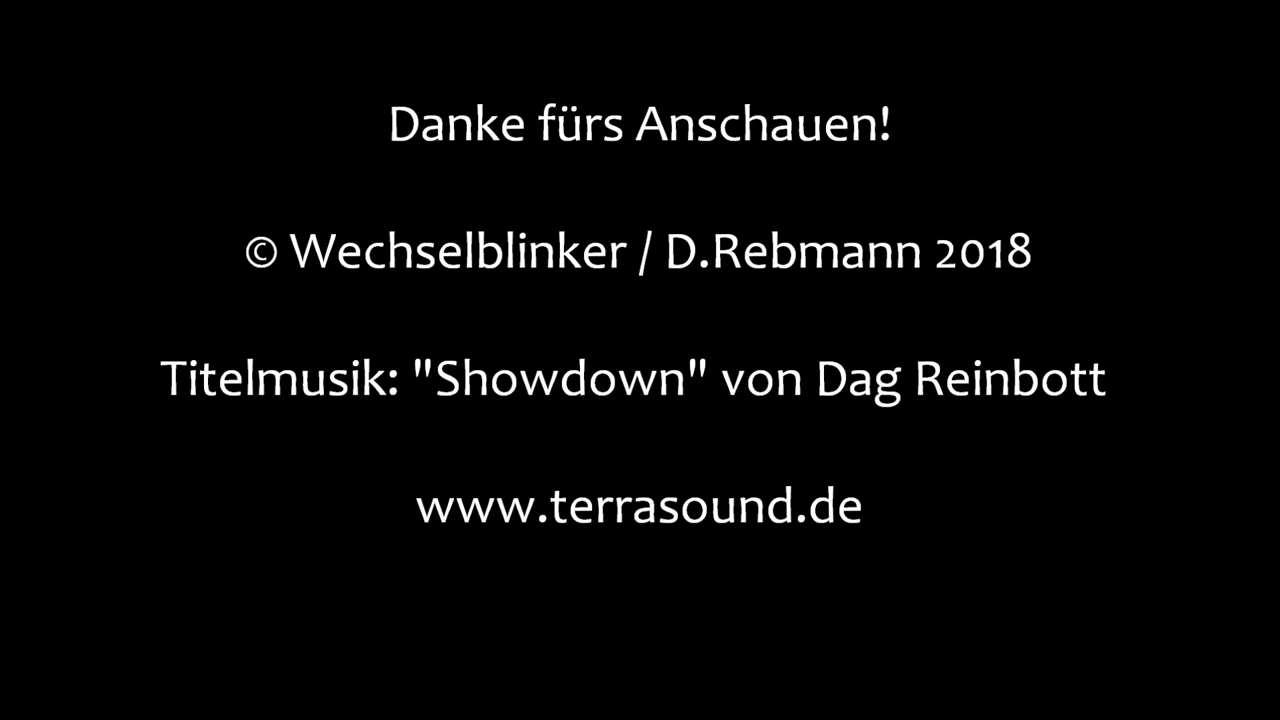 Danke fürs Anschauen!
© Wechselblinker / D.Rebmann 2018
Titelmusik: "Showdown" von Dag Reinbott
www.terrasound.de